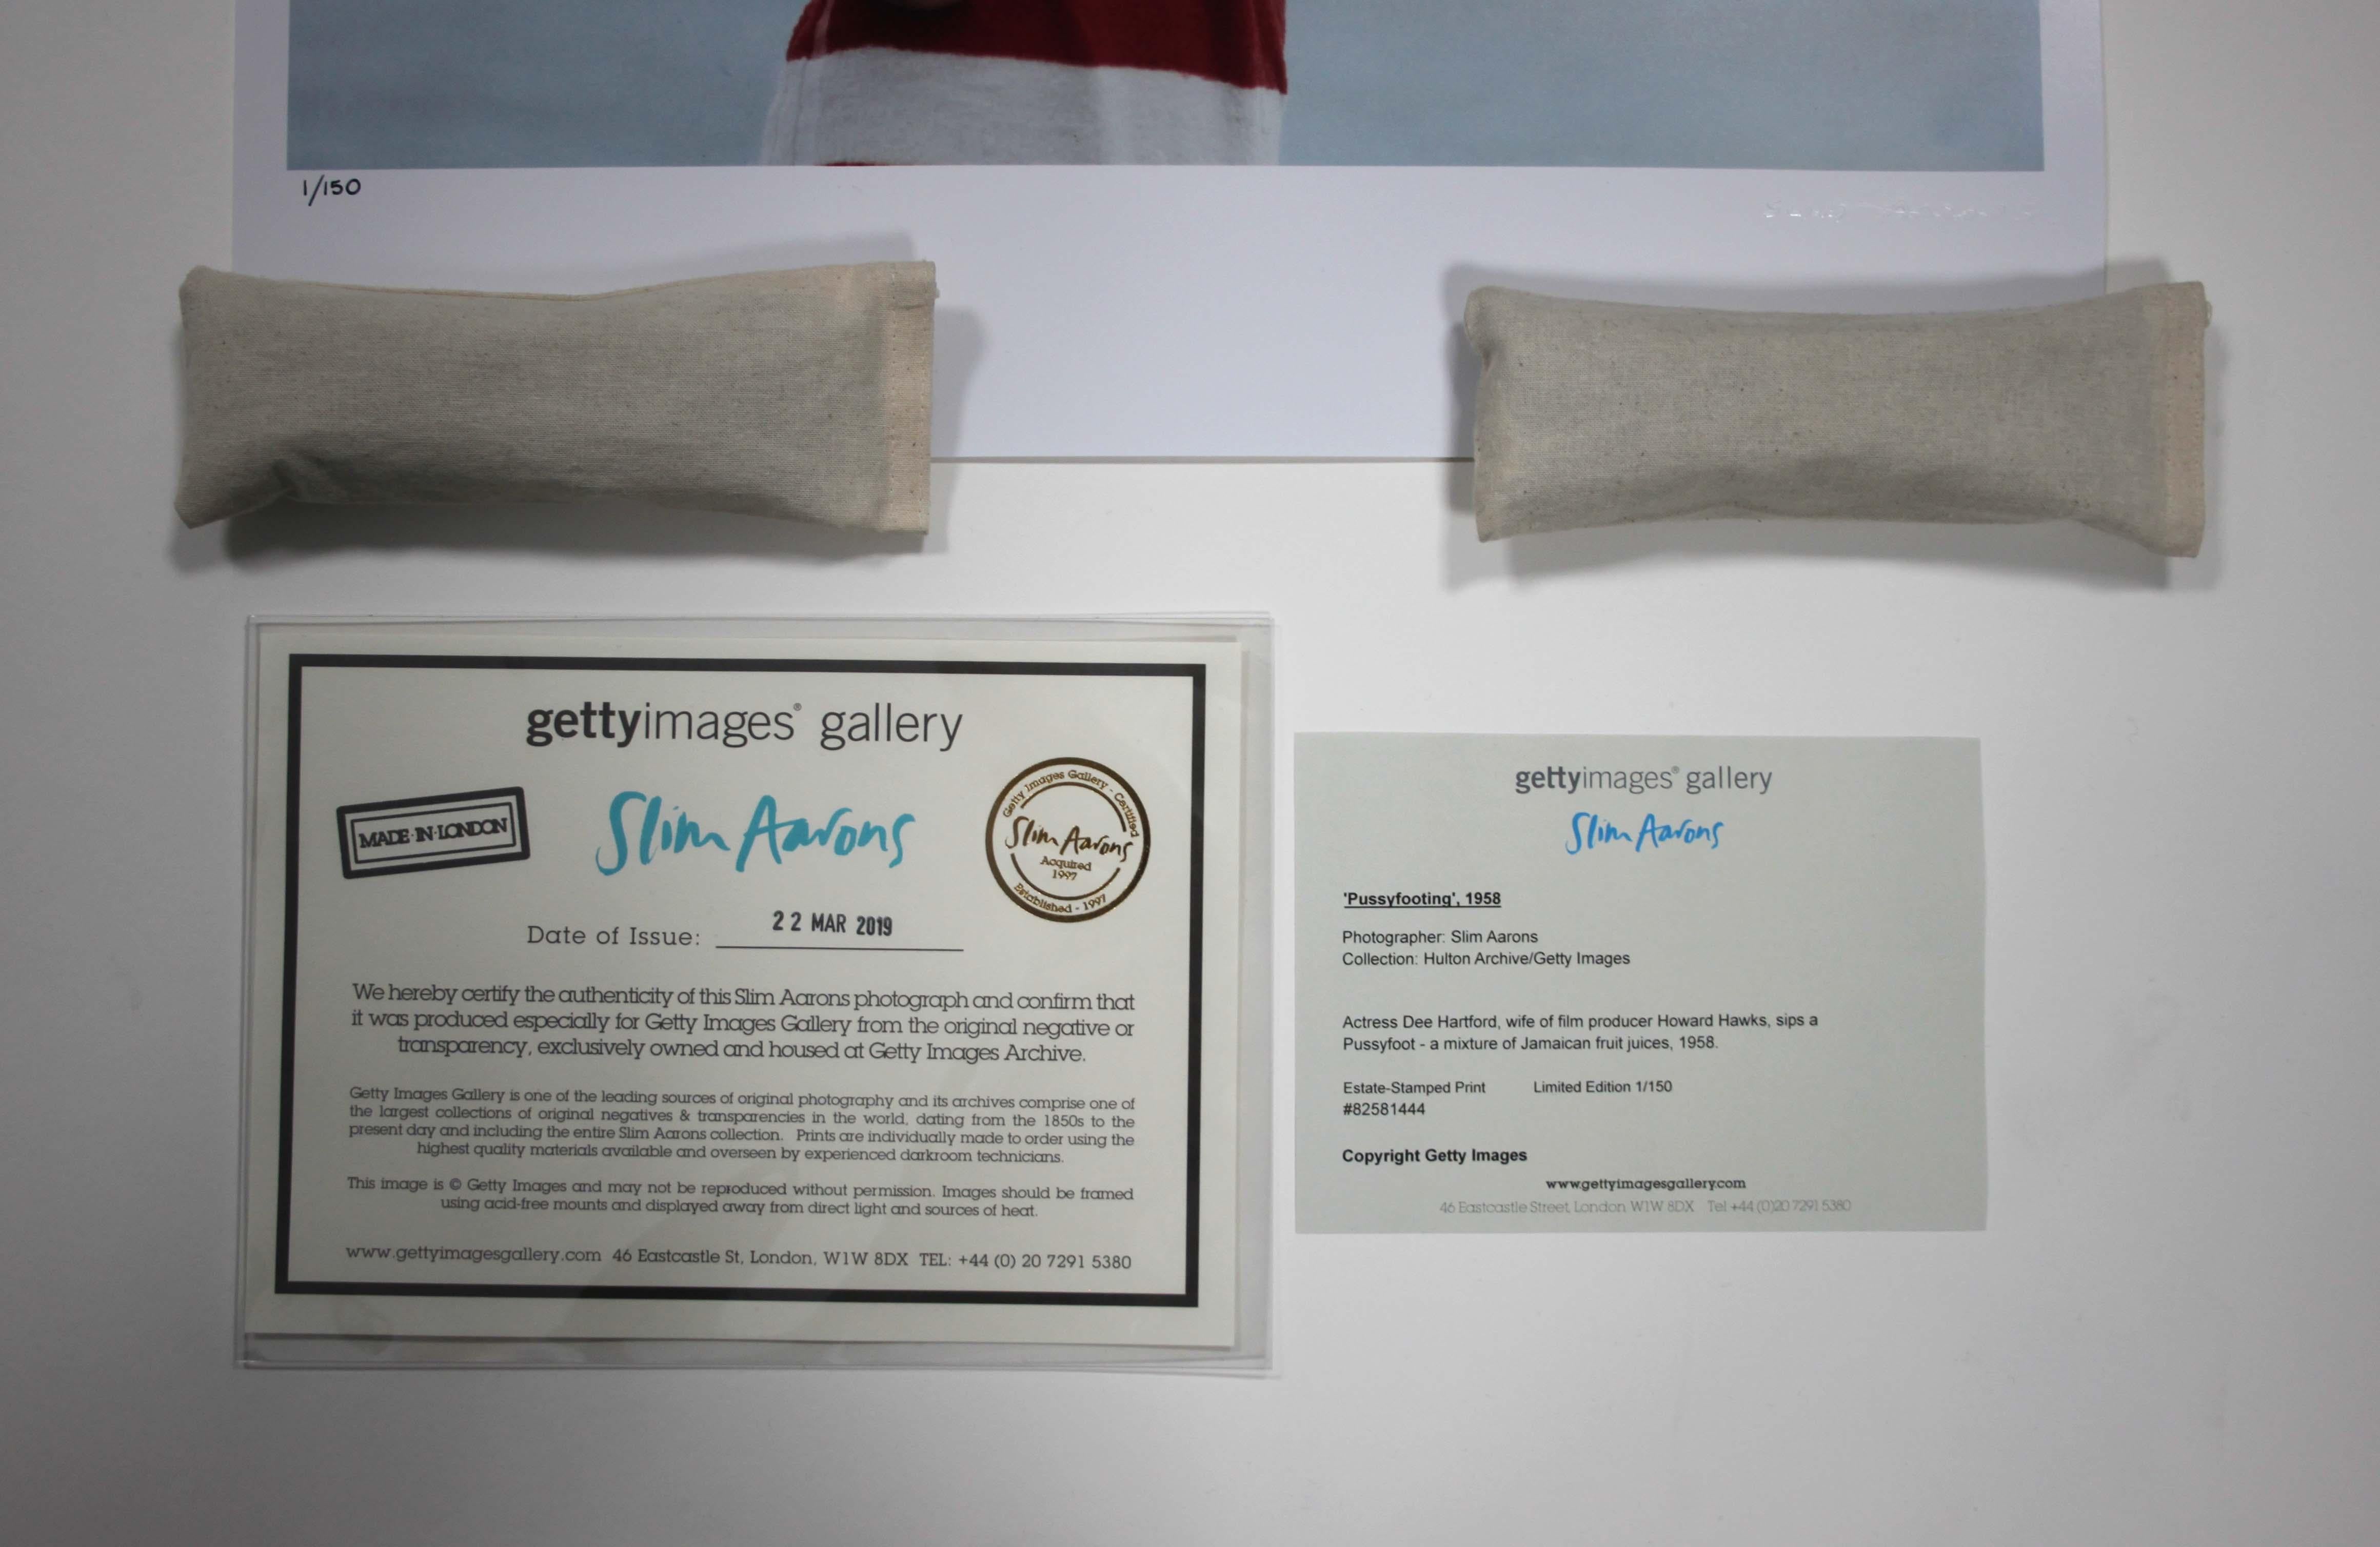 1/150
gettyimages® gallery
MADE·IN·LONDON
Slim Aarons
Getty Images Gallery - Certified
Slim Aarons
Acquired
1997
Established - 1997
Date of Issue: 22 MAR 2019
We hereby certify the authenticity of this Slim Aarons photograph and confirm that
it was produced especially for Getty Images Gallery from the original negative or
transparency, exclusively owned and housed at Getty Images Archive.
Getty Images Gallery is one of the leading sources of original photography and its archives comprise one of
the largest collections of original negatives & transparencies in the world, dating from the 1850s to the
present day and including the entire Slim Aarons collection. Prints are individually made to order using the
highest quality materials available and overseen by experienced darkroom technicians.
This image is © Getty Images and may not be reproduced without permission. Images should be framed
using acid-free mounts and displayed away from direct light and sources of heat.
www.gettyimagesgallery.com 46 Eastcastle St, London, W1W 8DX TEL: +44 (0) 20 7291 5380
gettyimages® gallery
Slim Aarons
'Pussyfooting', 1958
Photographer: Slim Aarons
Collection: Hulton Archive/Getty Images
Actress Dee Hartford, wife of film producer Howard Hawks, sips a
Pussyfoot - a mixture of Jamaican fruit juices, 1958.
Estate-Stamped Print Limited Edition 1/150
#82581444
Copyright Getty Images
www.gettyimagesgallery.com
46 Eastcastle Street London W1W 8DX Tel +44 (0)20 7291 5380